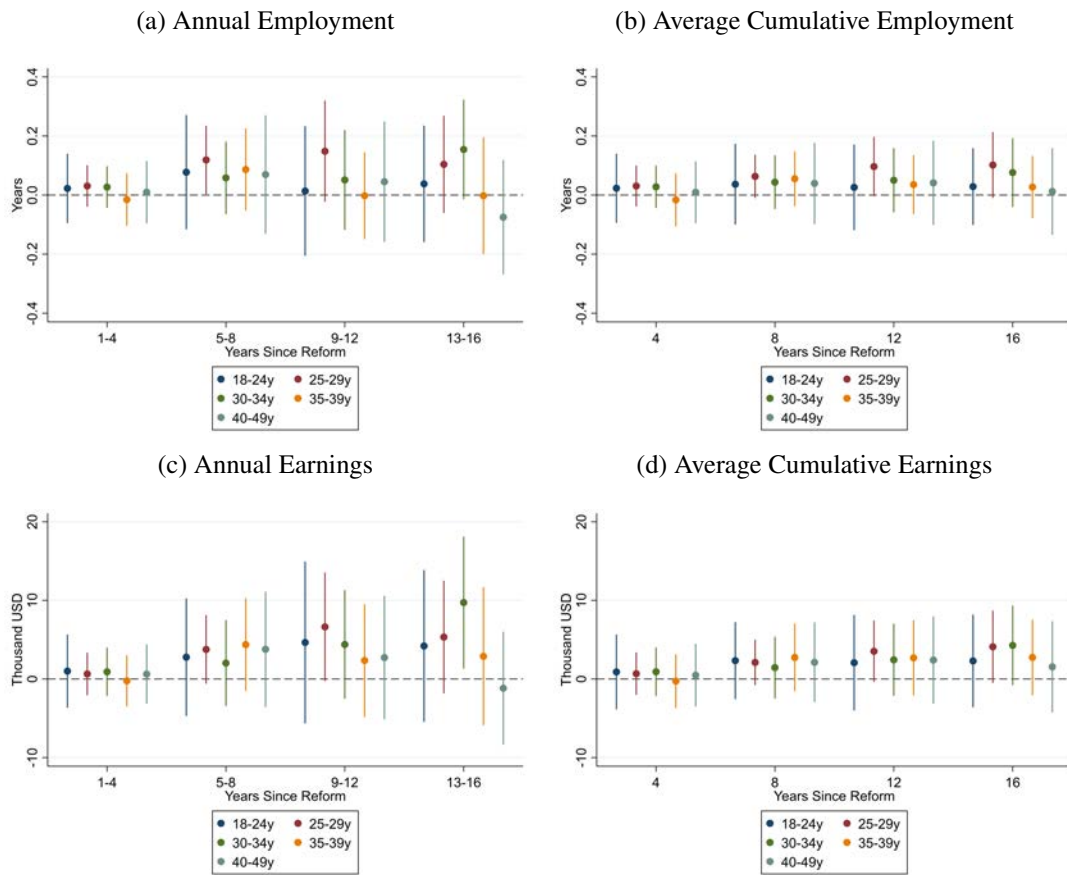 (a) Annual Employment
0.4
0.2
0.0
-0.2
-0.4
Years
1-4 5-8 9-12 13-16
Years Since Reform
18-24y 25-29y
30-34y 35-39y
40-49y
(b) Average Cumulative Employment
0.4
0.2
0.0
-0.2
-0.4
Years
4 8 12 16
Years Since Reform
18-24y 25-29y
30-34y 35-39y
40-49y
(c) Annual Earnings
20
10
0
-10
Thousand USD
1-4 5-8 9-12 13-16
Years Since Reform
18-24y 25-29y
30-34y 35-39y
40-49y
(d) Average Cumulative Earnings
20
10
0
-10
Thousand USD
4 8 12 16
Years Since Reform
18-24y 25-29y
30-34y 35-39y
40-49y